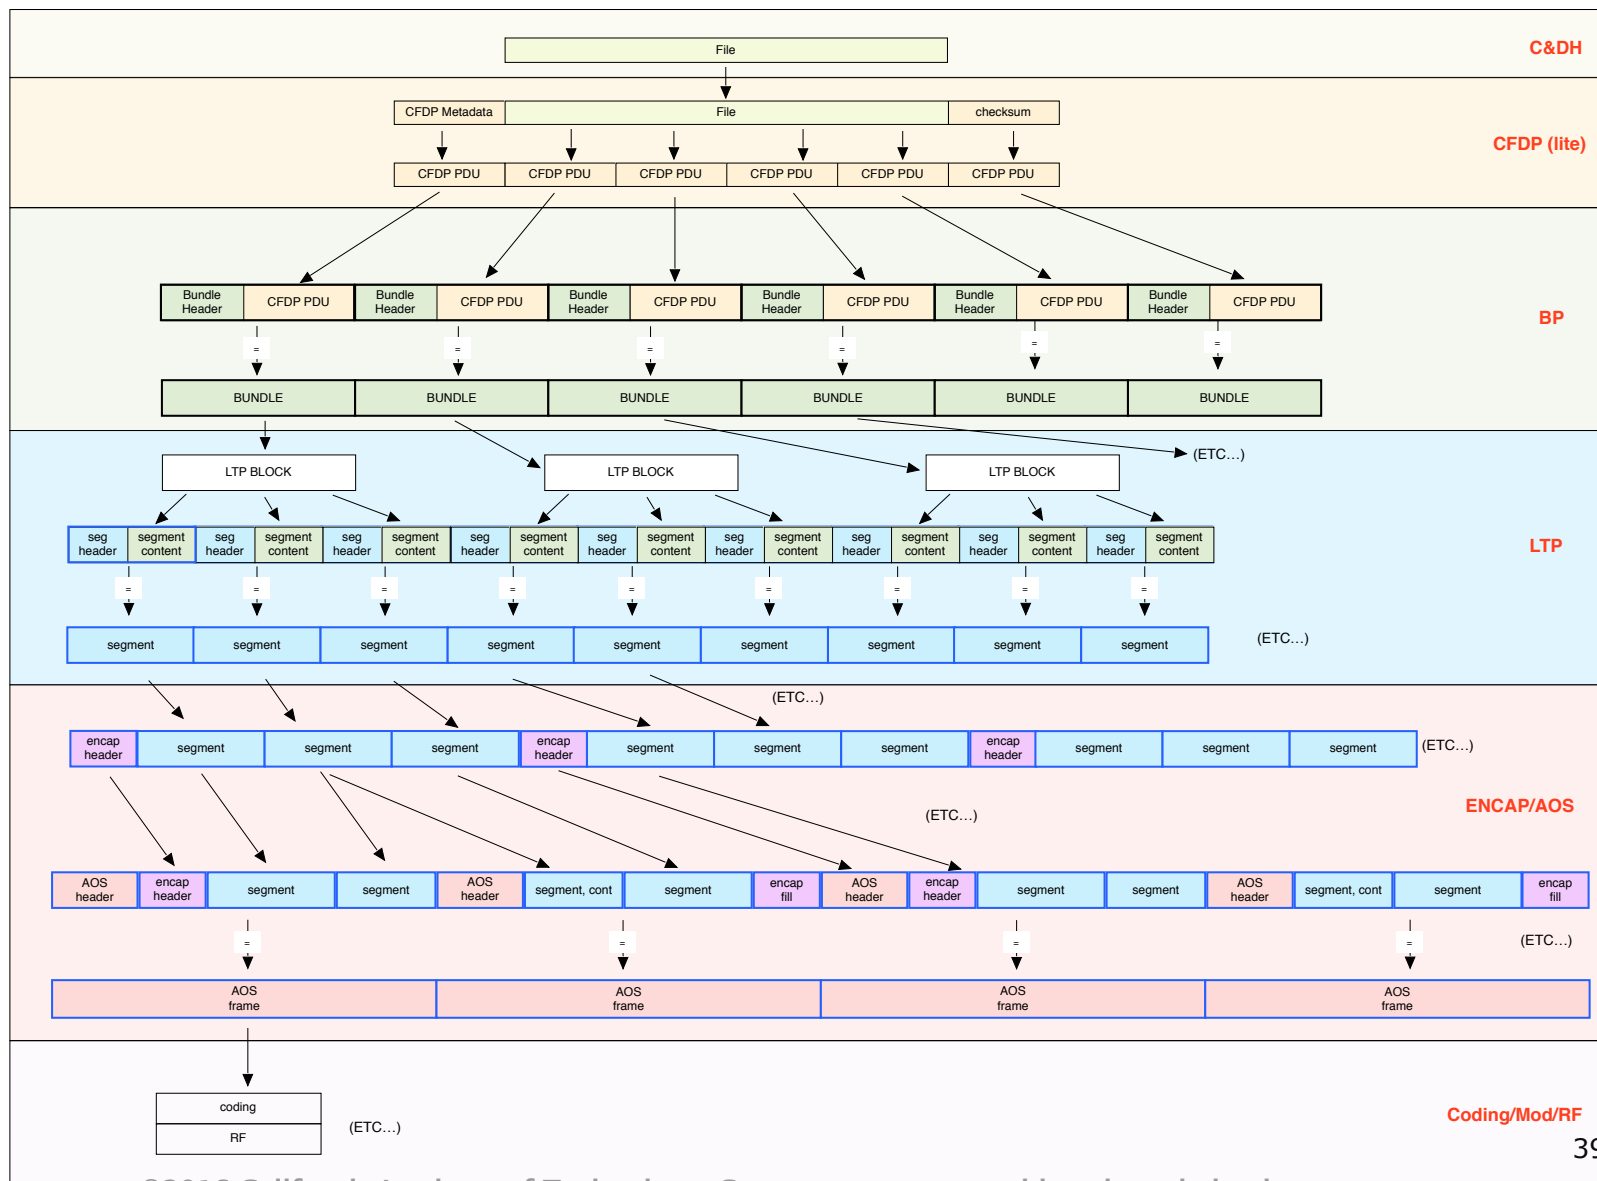 File
C&DH
CFDP Metadata
File
checksum
CFDP (lite)
CFDP PDU
CFDP PDU
CFDP PDU
CFDP PDU
CFDP PDU
CFDP PDU
Bundle
Header
CFDP PDU
Bundle
Header
CFDP PDU
Bundle
Header
CFDP PDU
Bundle
Header
CFDP PDU
Bundle
Header
CFDP PDU
Bundle
Header
CFDP PDU
BP
=
=
=
=
=
=
BUNDLE
BUNDLE
BUNDLE
BUNDLE
BUNDLE
BUNDLE
(ETC...)
LTP BLOCK
LTP BLOCK
LTP BLOCK
seg
header
segment
content
seg
header
segment
content
seg
header
segment
content
seg
header
segment
content
seg
header
segment
content
seg
header
segment
content
seg
header
segment
content
seg
header
segment
content
seg
header
segment
content
LTP
=
=
=
=
=
=
=
=
=
segment
segment
segment
segment
segment
segment
segment
segment
segment
(ETC...)
(ETC...)
encap
header
segment
segment
segment
encap
header
segment
segment
segment
encap
header
segment
segment
segment
(ETC...)
ENCAP/AOS
(ETC...)
AOS
header
encap
header
segment
segment
AOS
header
segment, cont
segment
encap
fill
AOS
header
encap
header
segment
segment
AOS
header
segment, cont
segment
encap
fill
=
=
=
=
(ETC...)
AOS
frame
AOS
frame
AOS
frame
AOS
frame
coding
RF
(ETC...)
Coding/Mod/RF
39